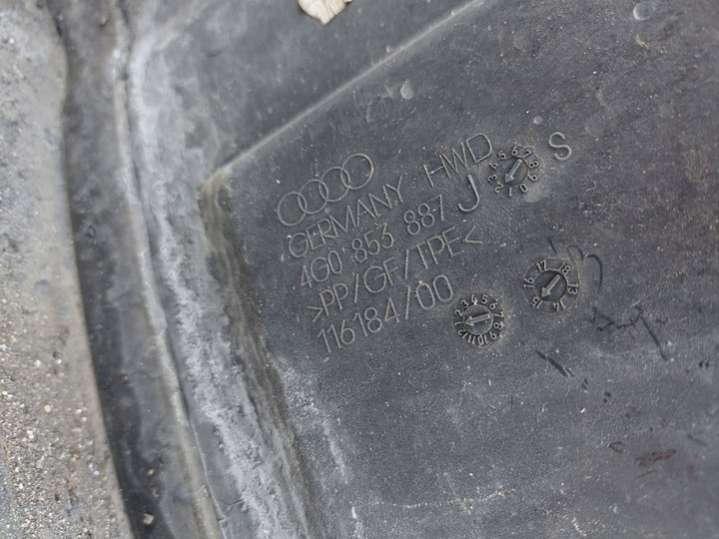 GERMANY HWD
4G0 853 887 J S
>PP/GF/TPE<
116184/00